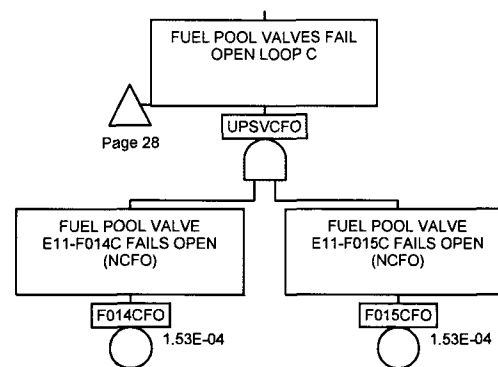 FUEL POOL VALVES FAIL
OPEN LOOP C
Page 28
UPSVCFO
FUEL POOL VALVE
E11-F014C FAILS OPEN
(NCFO)
FUEL POOL VALVE
E11-F015C FAILS OPEN
(NCFO)
F014CFO
1.53E-04
F015CFO
1.53E-04